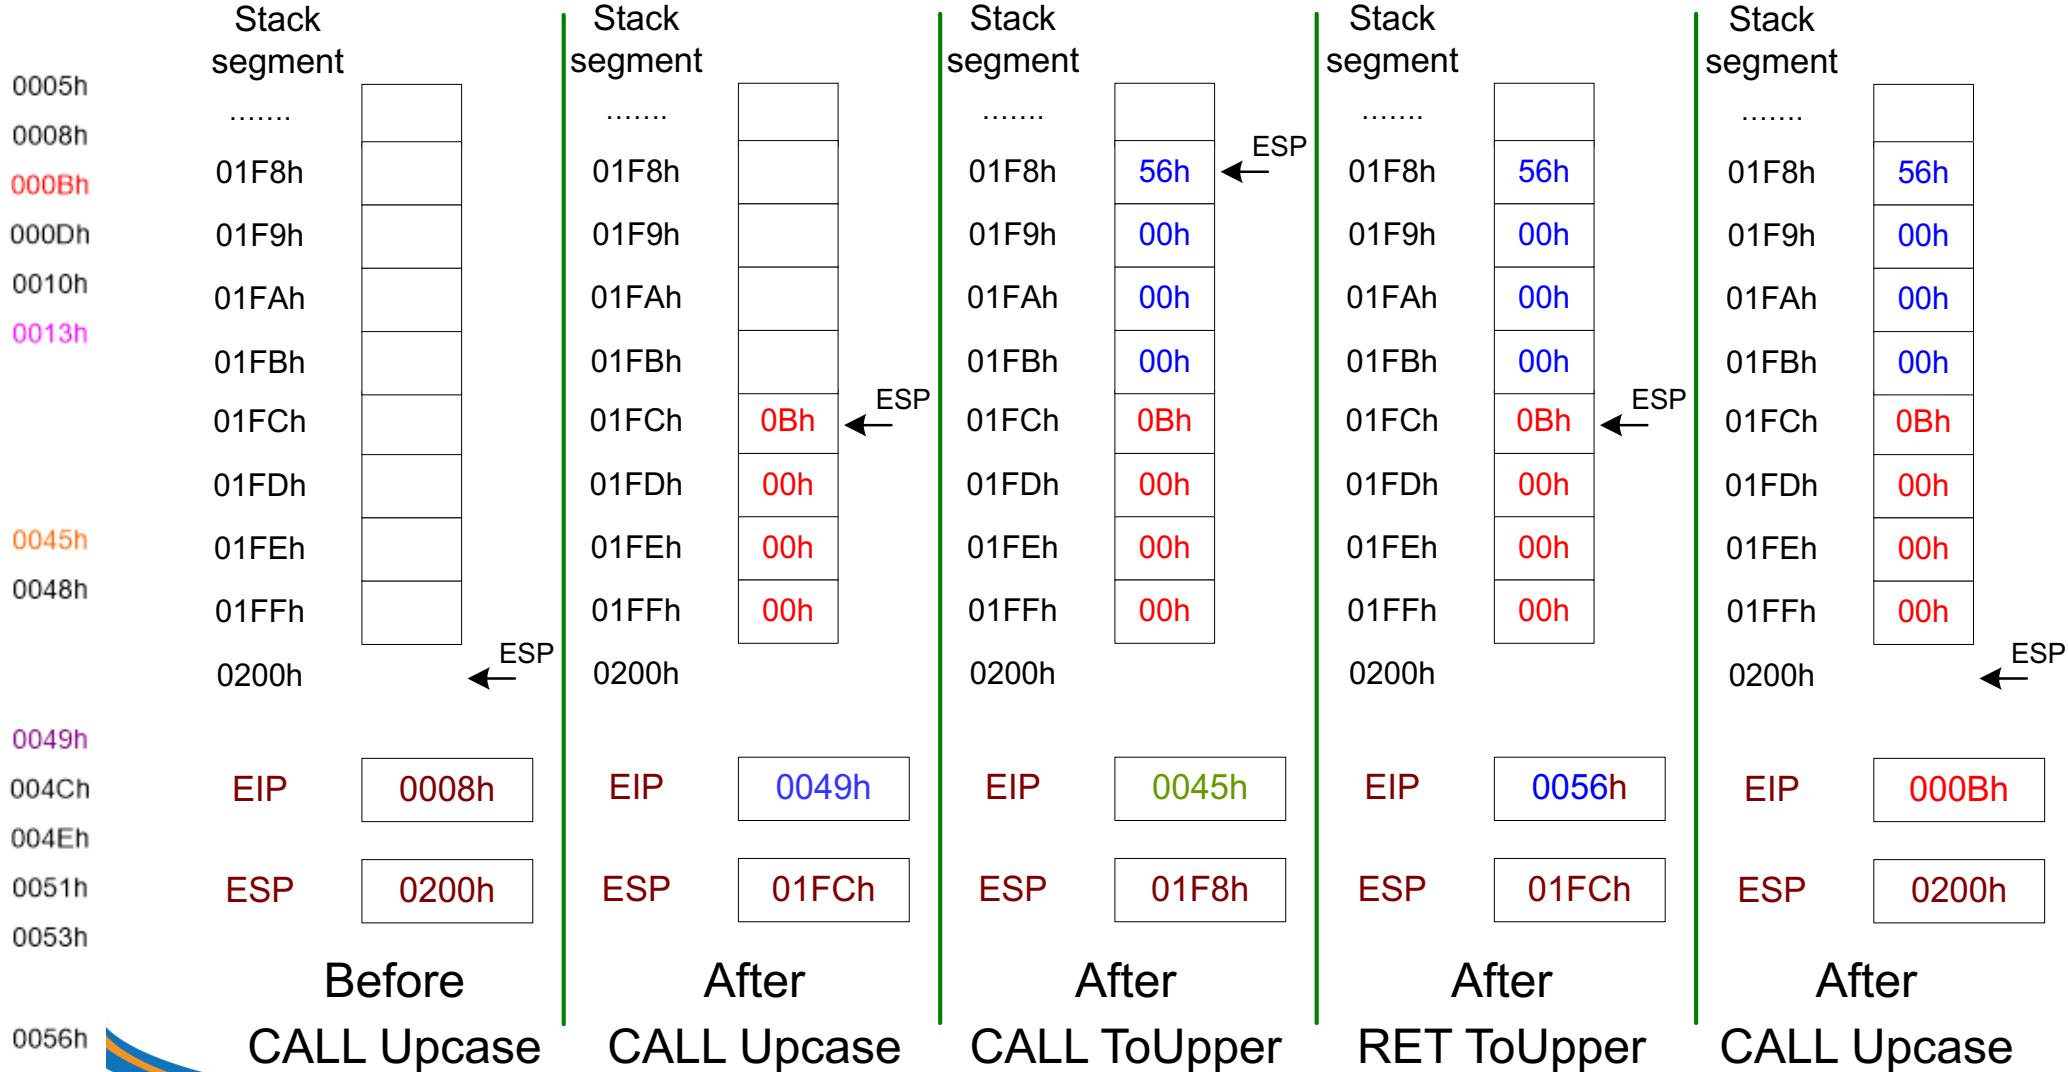 0005h
0008h
000Bh
000Dh
0010h
0013h
0045h
0048h
0049h
004Ch
004Eh
0051h
0053h
0056h
Stack
segment
.......
01F8h
01F9h
01FAh
01FBh
01FCh
01FDh
01FEh
01FFh
0200h
ESP
EIP 0008h
ESP 0200h
Before
CALL Upcase
Stack
segment
.......
01F8h
01F9h
01FAh
01FBh
01FCh 0Bh ESP
01FDh 00h
01FEh 00h
01FFh 00h
0200h
EIP 0049h
ESP 01FCh
After
CALL Upcase
Stack
segment
.......
01F8h 56h ESP
01F9h 00h
01FAh 00h
01FBh 00h
01FCh 0Bh
01FDh 00h
01FEh 00h
01FFh 00h
0200h
EIP 0045h
ESP 01F8h
After
CALL ToUpper
Stack
segment
.......
01F8h 56h
01F9h 00h
01FAh 00h
01FBh 00h
01FCh 0Bh ESP
01FDh 00h
01FEh 00h
01FFh 00h
0200h
EIP 0056h
ESP 01FCh
After
RET ToUpper
Stack
segment
.......
01F8h 56h
01F9h 00h
01FAh 00h
01FBh 00h
01FCh 0Bh
01FDh 00h
01FEh 00h
01FFh 00h
0200h ESP
EIP 000Bh
ESP 0200h
After
CALL Upcase